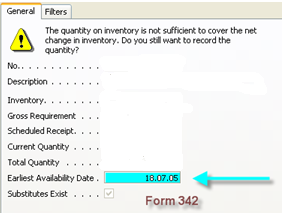 General Filters
The quantity on inventory is not sufficient to cover the net
change in inventory. Do you still want to record the
quantity?
No. . . . . . . . . .
Description . . . . . . .
Inventory. . . . . . . .
Gross Requirement . . . .
Scheduled Receipt. . . . .
Current Quantity . . . . .
Total Quantity . . . . . .
Earliest Availability Date . 18.07.05
Substitutes Exist . .
Form 342